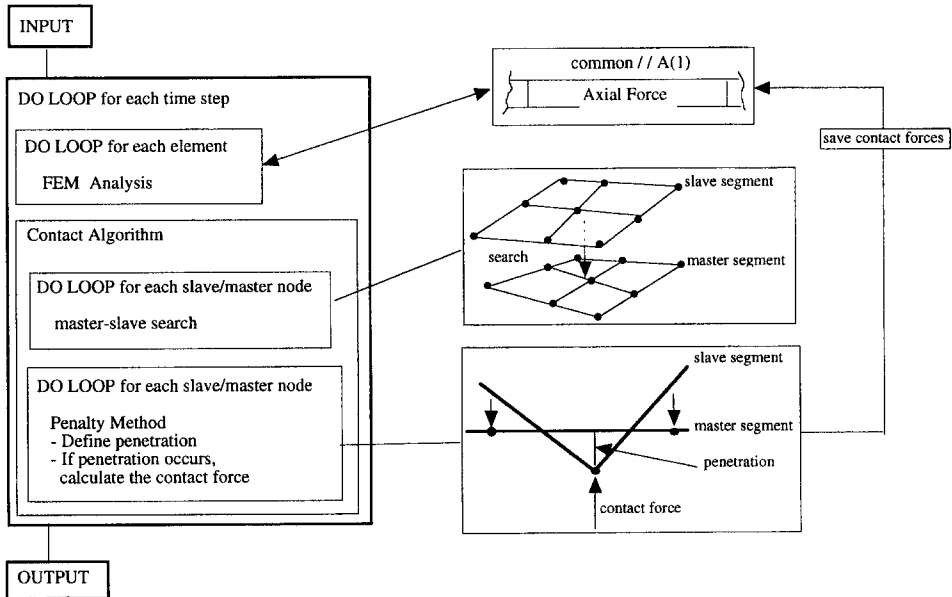 INPUT
DO LOOP for each time step
DO LOOP for each element
FEM Analysis
Contact Algorithm
DO LOOP for each slave/master node
master-slave search
DO LOOP for each slave/master node
Penalty Method
- Define penetration
- If penetration occurs,
calculate the contact force
OUTPUT
common // A(1)
Axial Force
save contact forces
slave segment
search
master segment
slave segment
master segment
penetration
contact force